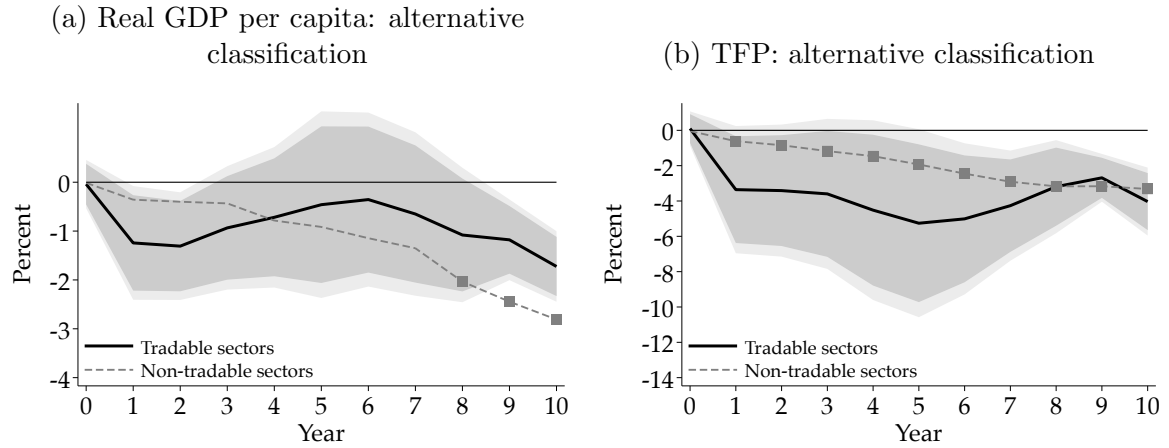 (a) Real GDP per capita: alternative
classification
0
-1
-2
-3
-4
Percent
Tradable sectors
Non-tradable sectors
0 1 2 3 4 5 6 7 8 9 10
Year
(b) TFP: alternative classification
0
-2
-4
-6
-8
-10
-12
-14
Percent
Tradable sectors
Non-tradable sectors
0 1 2 3 4 5 6 7 8 9 10
Year